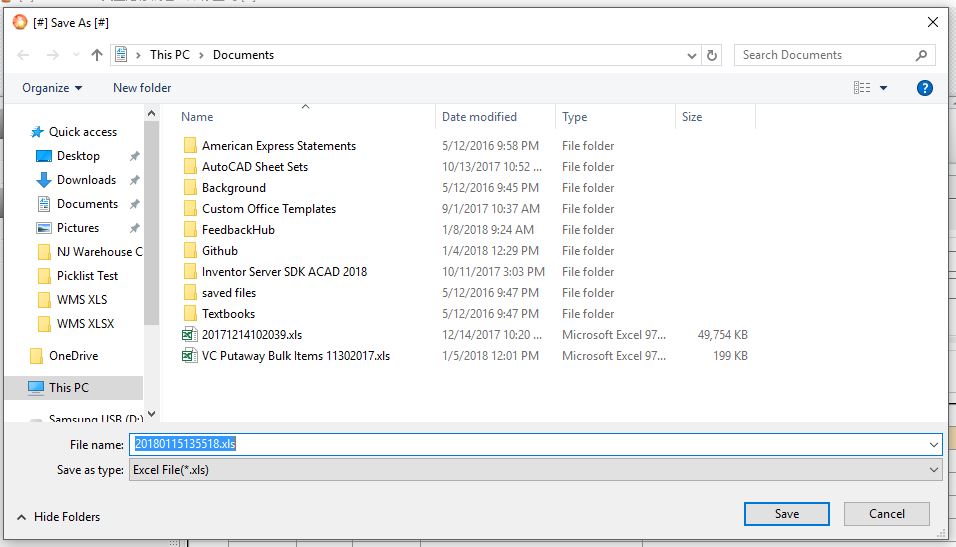 [#] Save As [#]
This PC > Documents
Search Documents
Organize
New folder
?
Name Date modified Type Size
Quick access
Desktop
Downloads
Documents
Pictures
NJ Warehouse C
Picklist Test
WMS XLS
WMS XLSX
OneDrive
This PC
Samsung USB (D:)
American Express Statements 5/12/2016 9:58 PM File folder
AutoCAD Sheet Sets 10/13/2017 10:52 ... File folder
Background 5/12/2016 9:45 PM File folder
Custom Office Templates 9/1/2017 10:37 AM File folder
FeedbackHub 1/8/2018 9:24 AM File folder
Github 1/4/2018 12:29 PM File folder
Inventor Server SDK ACAD 2018 10/11/2017 3:03 PM File folder
saved files 5/12/2016 9:47 PM File folder
Textbooks 5/12/2016 9:47 PM File folder
20171214102039.xls 12/14/2017 10:20 ... Microsoft Excel 97... 49,754 KB
VC Putaway Bulk Items 11302017.xls 1/5/2018 12:01 PM Microsoft Excel 97... 199 KB
File name: 20180115135518.xls
Save as type: Excel File(*.xls)
Hide Folders
Save
Cancel